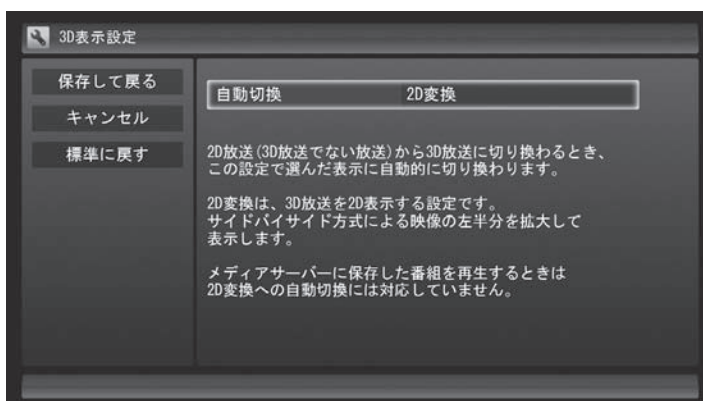 3D表示設定
保存して戻る
キャンセル
標準に戻す
自動切換 2D変換
2D放送(3D放送でない放送)から3D放送に切り換わるとき、
この設定で選んだ表示に自動的に切り換わります。
2D変換は、3D放送を2D表示する設定です。
サイドバイサイド方式による映像の左半分を拡大して
表示します。
メディアサーバーに保存した番組を再生するときは
2D変換への自動切換には対応していません。